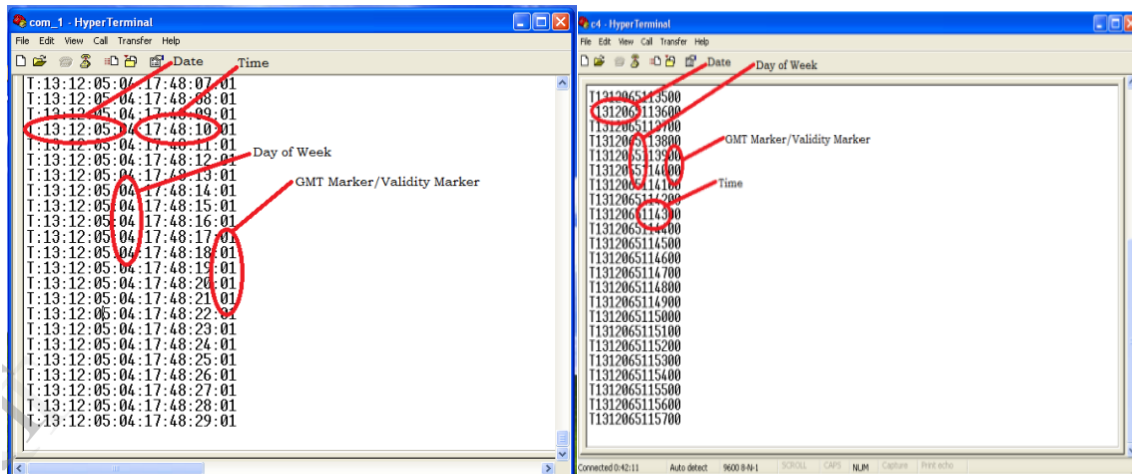 com_1 - HyperTerminal
File Edit View Call Transfer Help
Date
Time
T:13:12:05:04:17:48:07:01
T:13:12:05:04:17:48:08:01
T:13:12:05:04:17:48:09:01
T:13:12:05:04:17:48:10:01
T:13:12:05:04:17:48:11:01
T:13:12:05:04:17:48:12:01
Day of Week
T:13:12:05:04:17:48:13:01
T:13:12:05:04:17:48:14:01
GMT Marker/Validity Marker
T:13:12:05:04:17:48:15:01
T:13:12:05:04:17:48:16:01
T:13:12:05:04:17:48:17:01
T:13:12:05:04:17:48:18:01
T:13:12:05:04:17:48:19:01
T:13:12:05:04:17:48:20:01
T:13:12:05:04:17:48:21:01
T:13:12:05:04:17:48:22:01
T:13:12:05:04:17:48:23:01
T:13:12:05:04:17:48:24:01
T:13:12:05:04:17:48:25:01
T:13:12:05:04:17:48:26:01
T:13:12:05:04:17:48:27:01
T:13:12:05:04:17:48:28:01
T:13:12:05:04:17:48:29:01
c4 - HyperTerminal
File Edit View Call Transfer Help
Date
Day of Week
T1312065113500
T1312065113600
T1312065113700
T1312065113800
GMT Marker/Validity Marker
T1312065113900
T1312065114000
T1312065114100
Time
T1312065114200
T1312065114300
T1312065114400
T1312065114500
T1312065114600
T1312065114700
T1312065114800
T1312065114900
T1312065115000
T1312065115100
T1312065115200
T1312065115300
T1312065115400
T1312065115500
T1312065115600
T1312065115700
Connected 0:42:11 Auto detect 9600 8-N-1 SCROLL CAPS NUM Capture Print echo